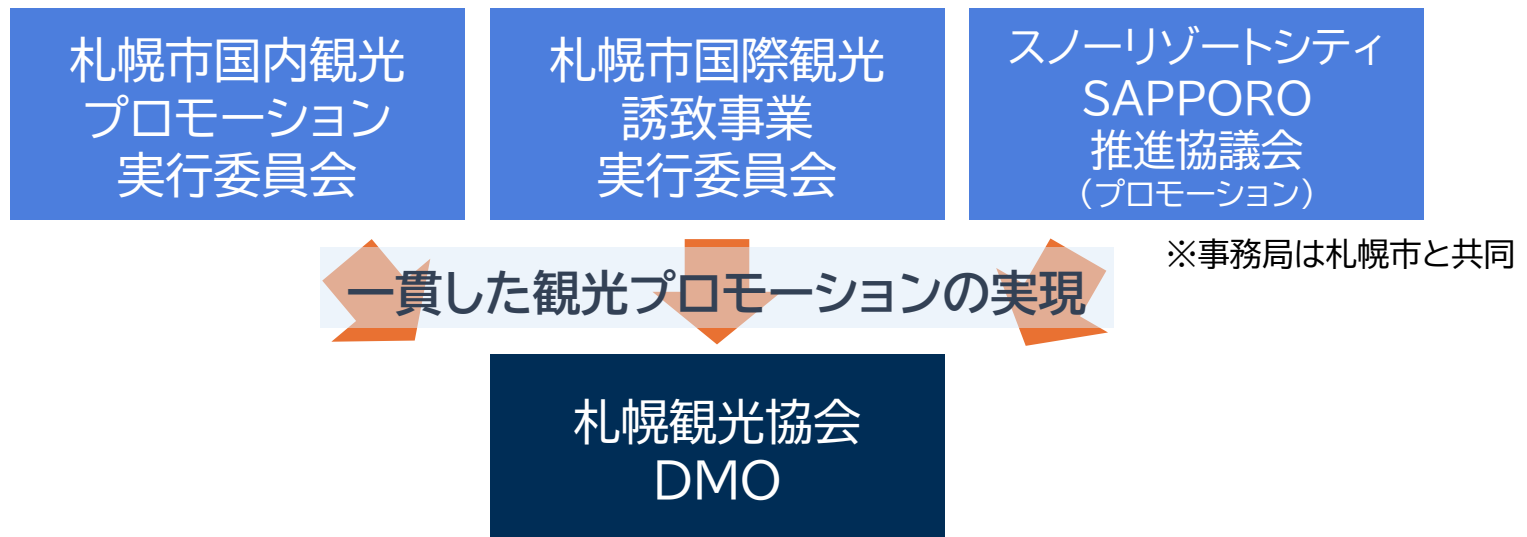 札幌市国内観光
プロモーション
実行委員会
札幌市国際観光
誘致事業
実行委員会
スノーリゾートシティ
SAPPORO
推進協議会
（プロモーション）
※事務局は札幌市と共同
一貫した観光プロモーションの実現
札幌観光協会
DMO